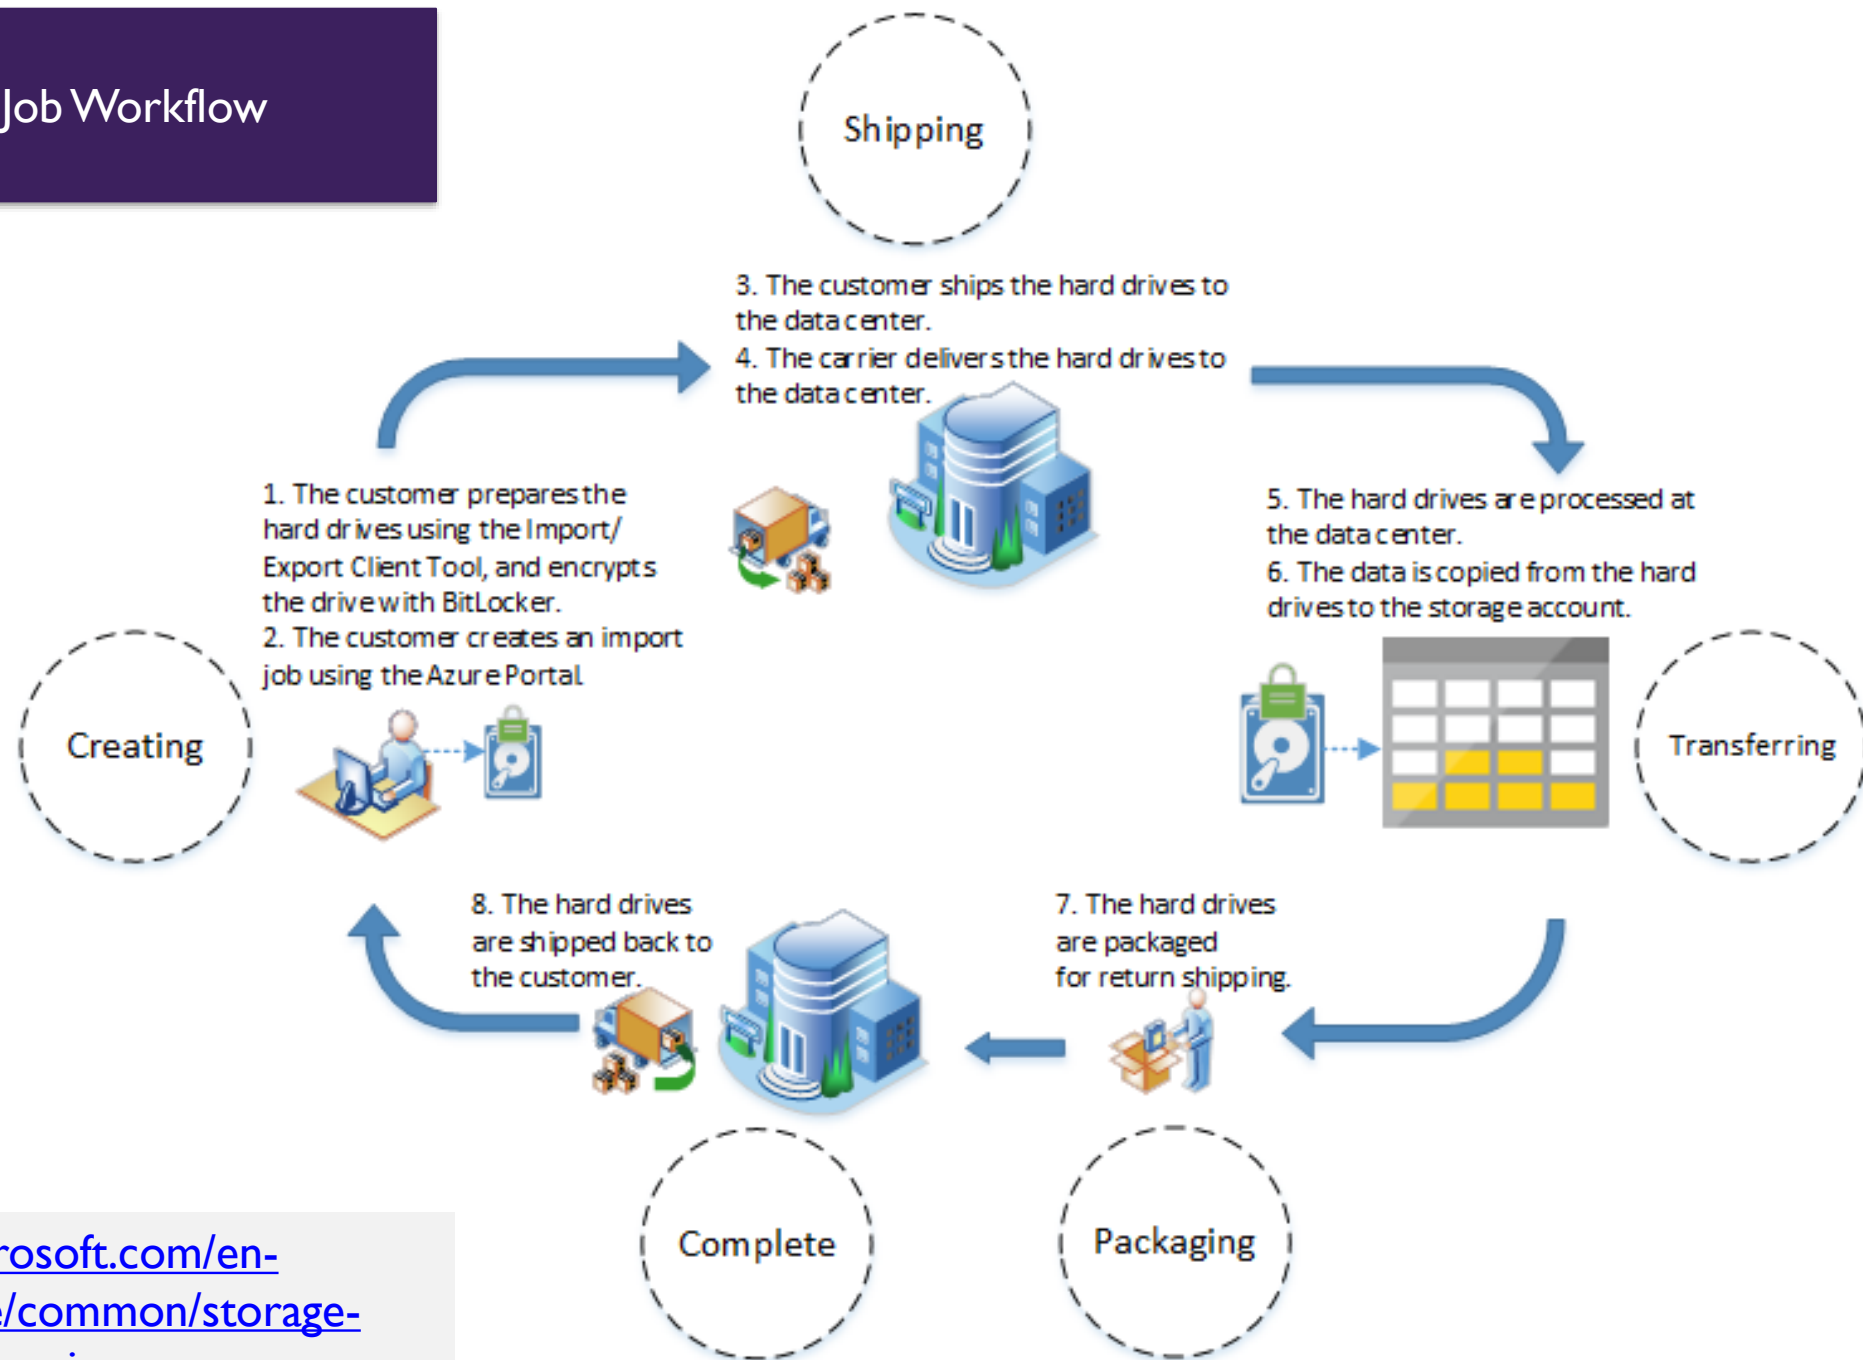 Job Workflow
Shipping
3. The customer ships the hard drives to
the data center.
4. The carrier delivers the hard drives to
the data center.
1. The customer prepares the
hard drives using the Import/
Export Client Tool, and encrypts
the drive with BitLocker.
2. The customer creates an import
job using the Azure Portal.
5. The hard drives are processed at
the data center.
6. The data is copied from the hard
drives to the storage account.
Creating
Transferring
8. The hard drives
are shipped back to
the customer.
7. The hard drives
are packaged
for return shipping.
Complete
Packaging
rosoft.com/en-
e/common/storage-